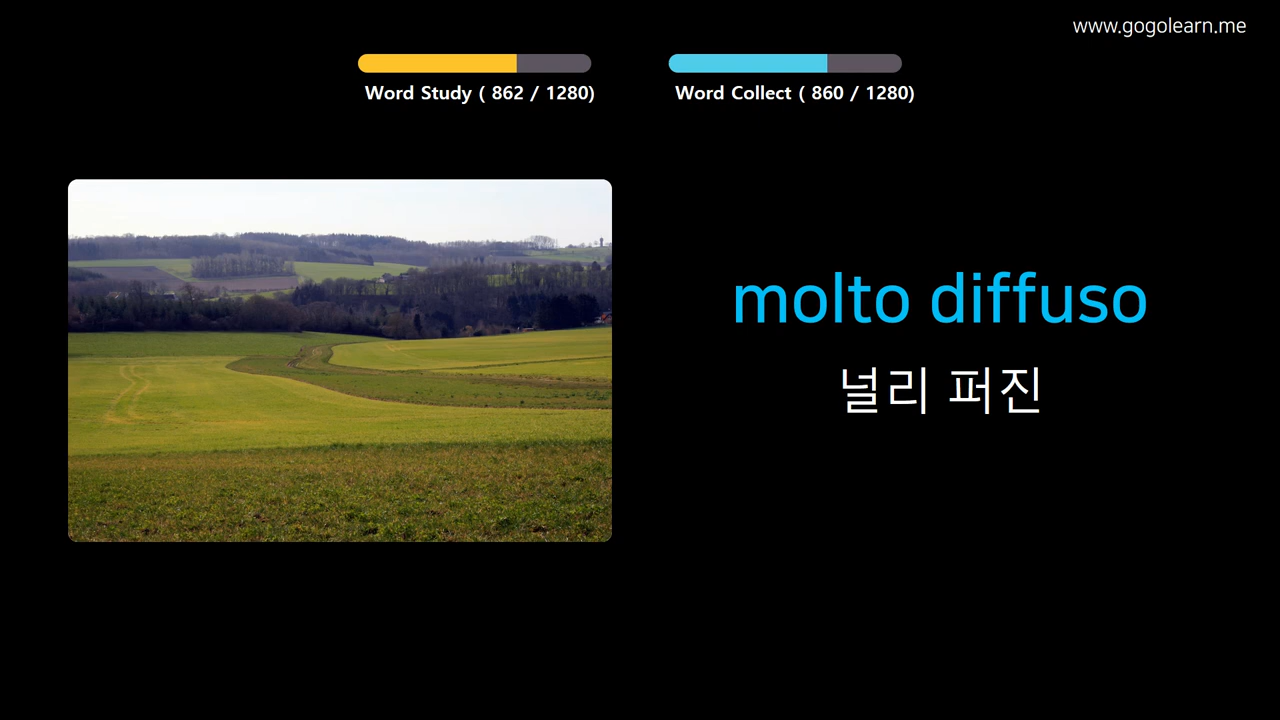 www.gogolearn.me
Word Study ( 862 / 1280)
Word Collect ( 860 / 1280)
molto diffuso
널리 퍼진